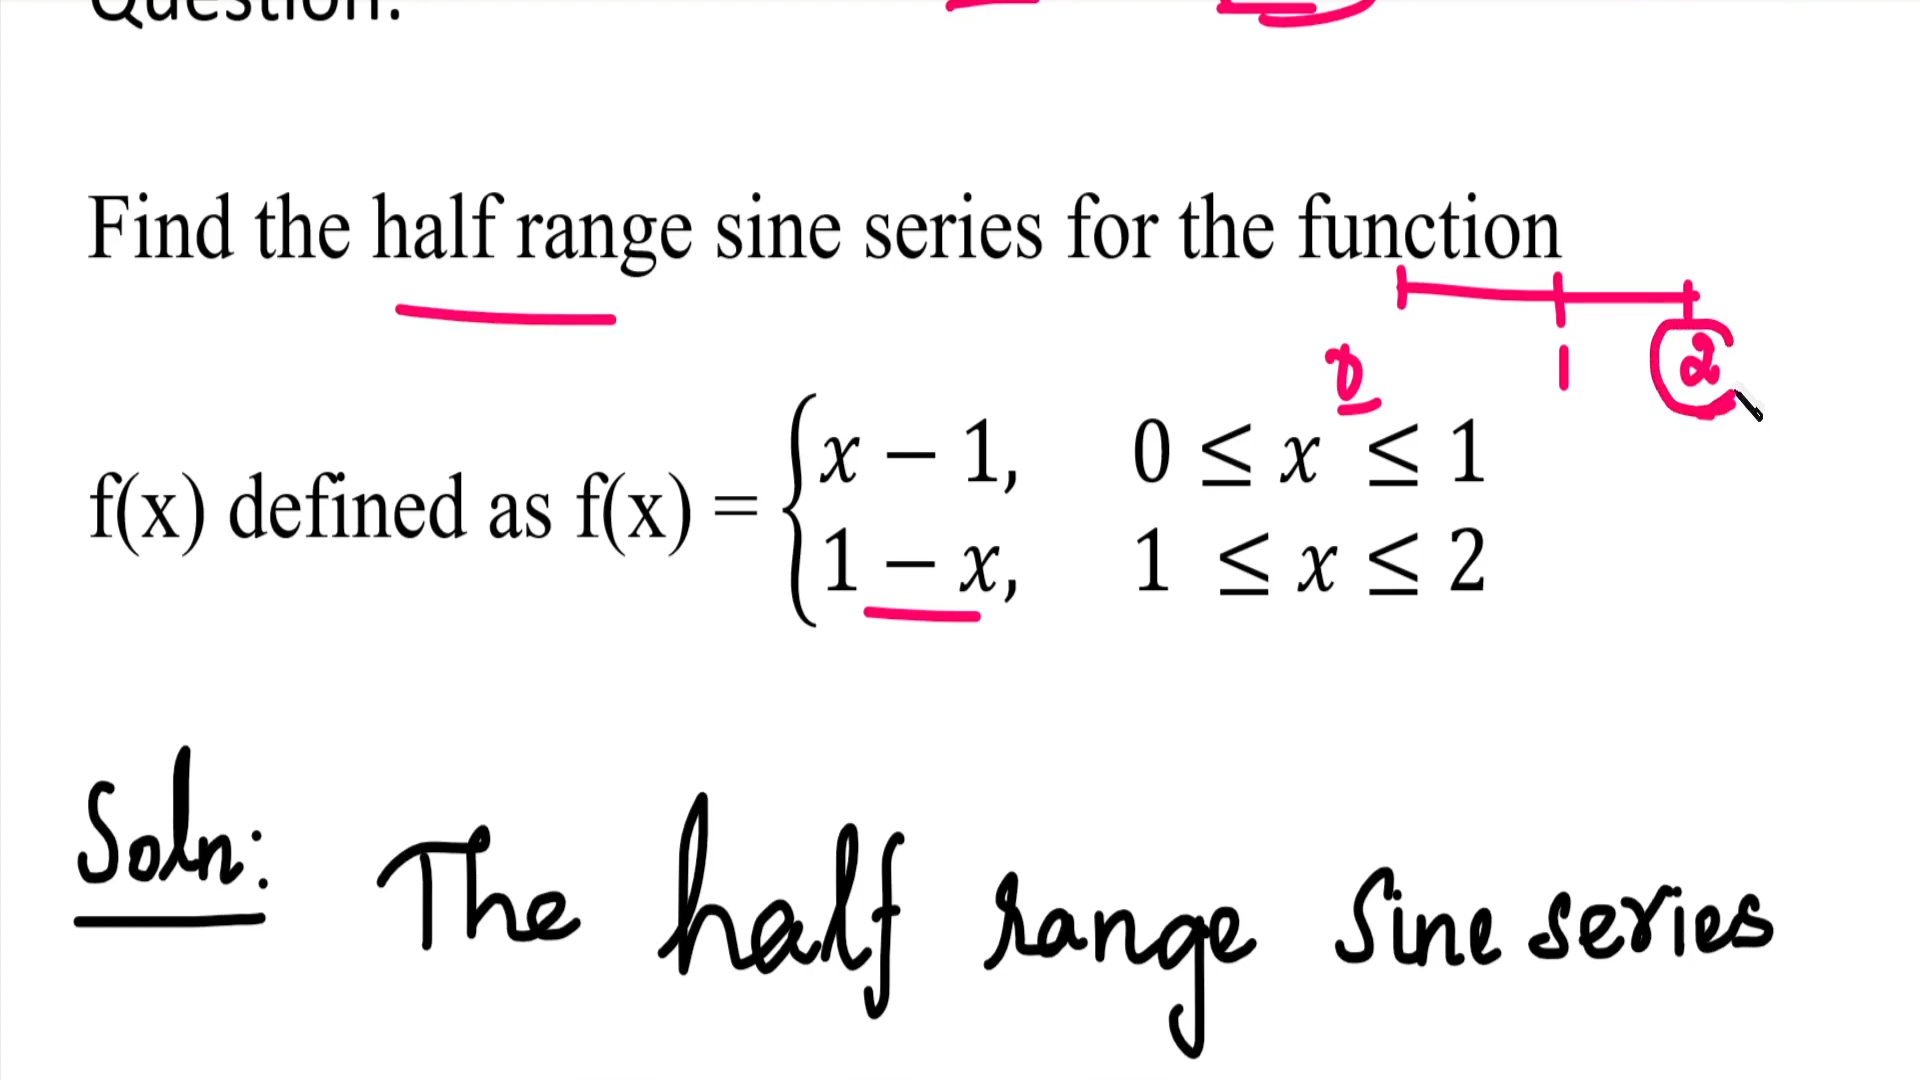 Question:
Find the half range sine series for the function
0 1 2
f(x) defined as f(x) = { x − 1, 0 ≤ x ≤ 1
1 − x, 1 ≤ x ≤ 2
Soln: The half range Sine series